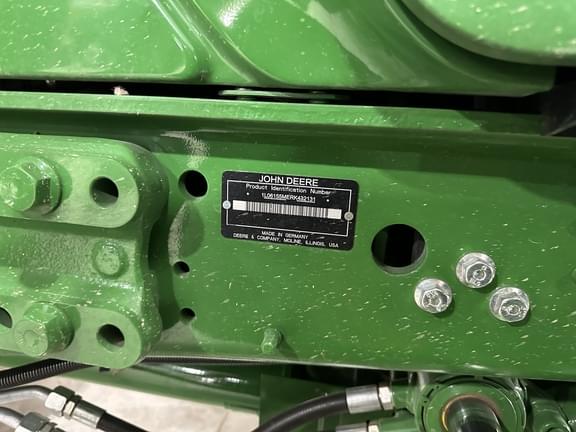 JOHN DEERE
Product Identification Number
*1L06155MERK432131*
MADE IN GERMANY
DEERE & COMPANY, MOLINE, ILLINOIS, USA